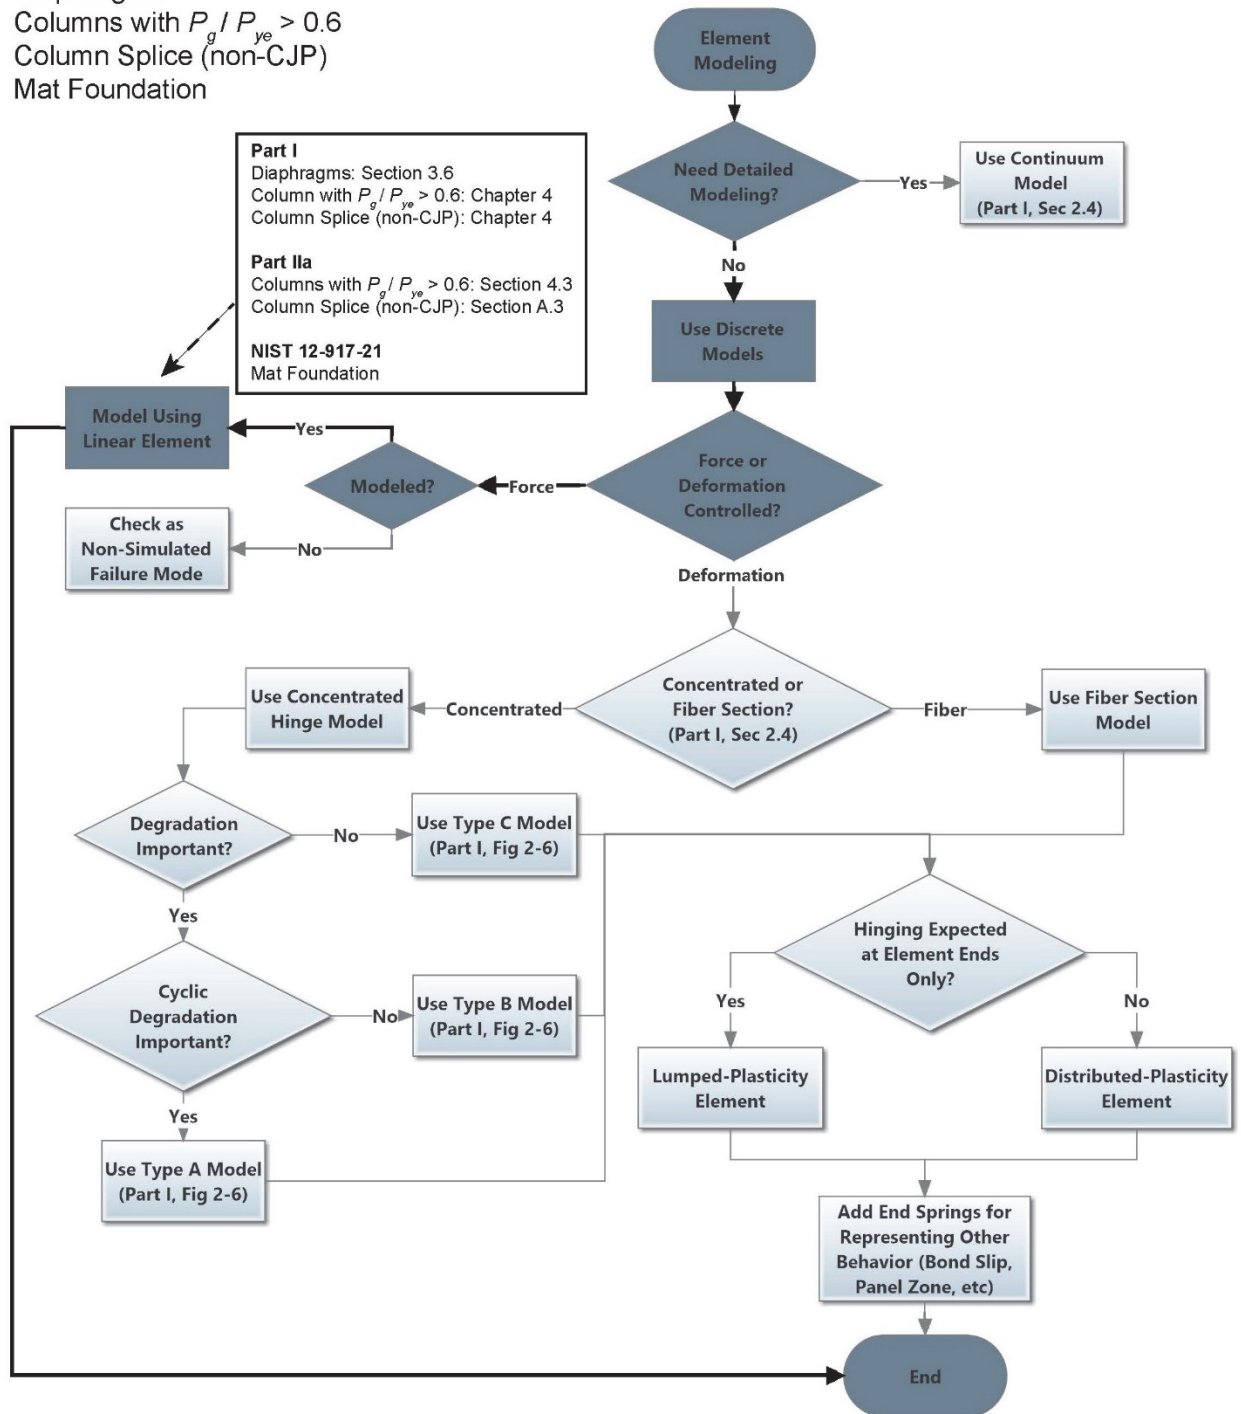 Columns with P_g / P_ye > 0.6
Column Splice (non-CJP)
Mat Foundation
Element
Modeling
Part I
Diaphragms: Section 3.6
Column with P_g / P_ye > 0.6: Chapter 4
Column Splice (non-CJP): Chapter 4
Part IIa
Columns with P_g / P_ye > 0.6: Section 4.3
Column Splice (non-CJP): Section A.3
NIST 12-917-21
Mat Foundation
Need Detailed
Modeling?
Yes
Use Continuum
Model
(Part I, Sec 2.4)
No
Use Discrete
Models
Model Using
Linear Element
Yes
Modeled?
Force
Force or
Deformation
Controlled?
Check as
Non-Simulated
Failure Mode
No
Deformation
Use Concentrated
Hinge Model
Concentrated
Concentrated or
Fiber Section?
(Part I, Sec 2.4)
Fiber
Use Fiber Section
Model
Degradation
Important?
No
Use Type C Model
(Part I, Fig 2-6)
Yes
Hinging Expected
at Element Ends
Only?
Cyclic
Degradation
Important?
No
Use Type B Model
(Part I, Fig 2-6)
Yes
No
Lumped-Plasticity
Element
Distributed-Plasticity
Element
Yes
Use Type A Model
(Part I, Fig 2-6)
Add End Springs for
Representing Other
Behavior (Bond Slip,
Panel Zone, etc)
End